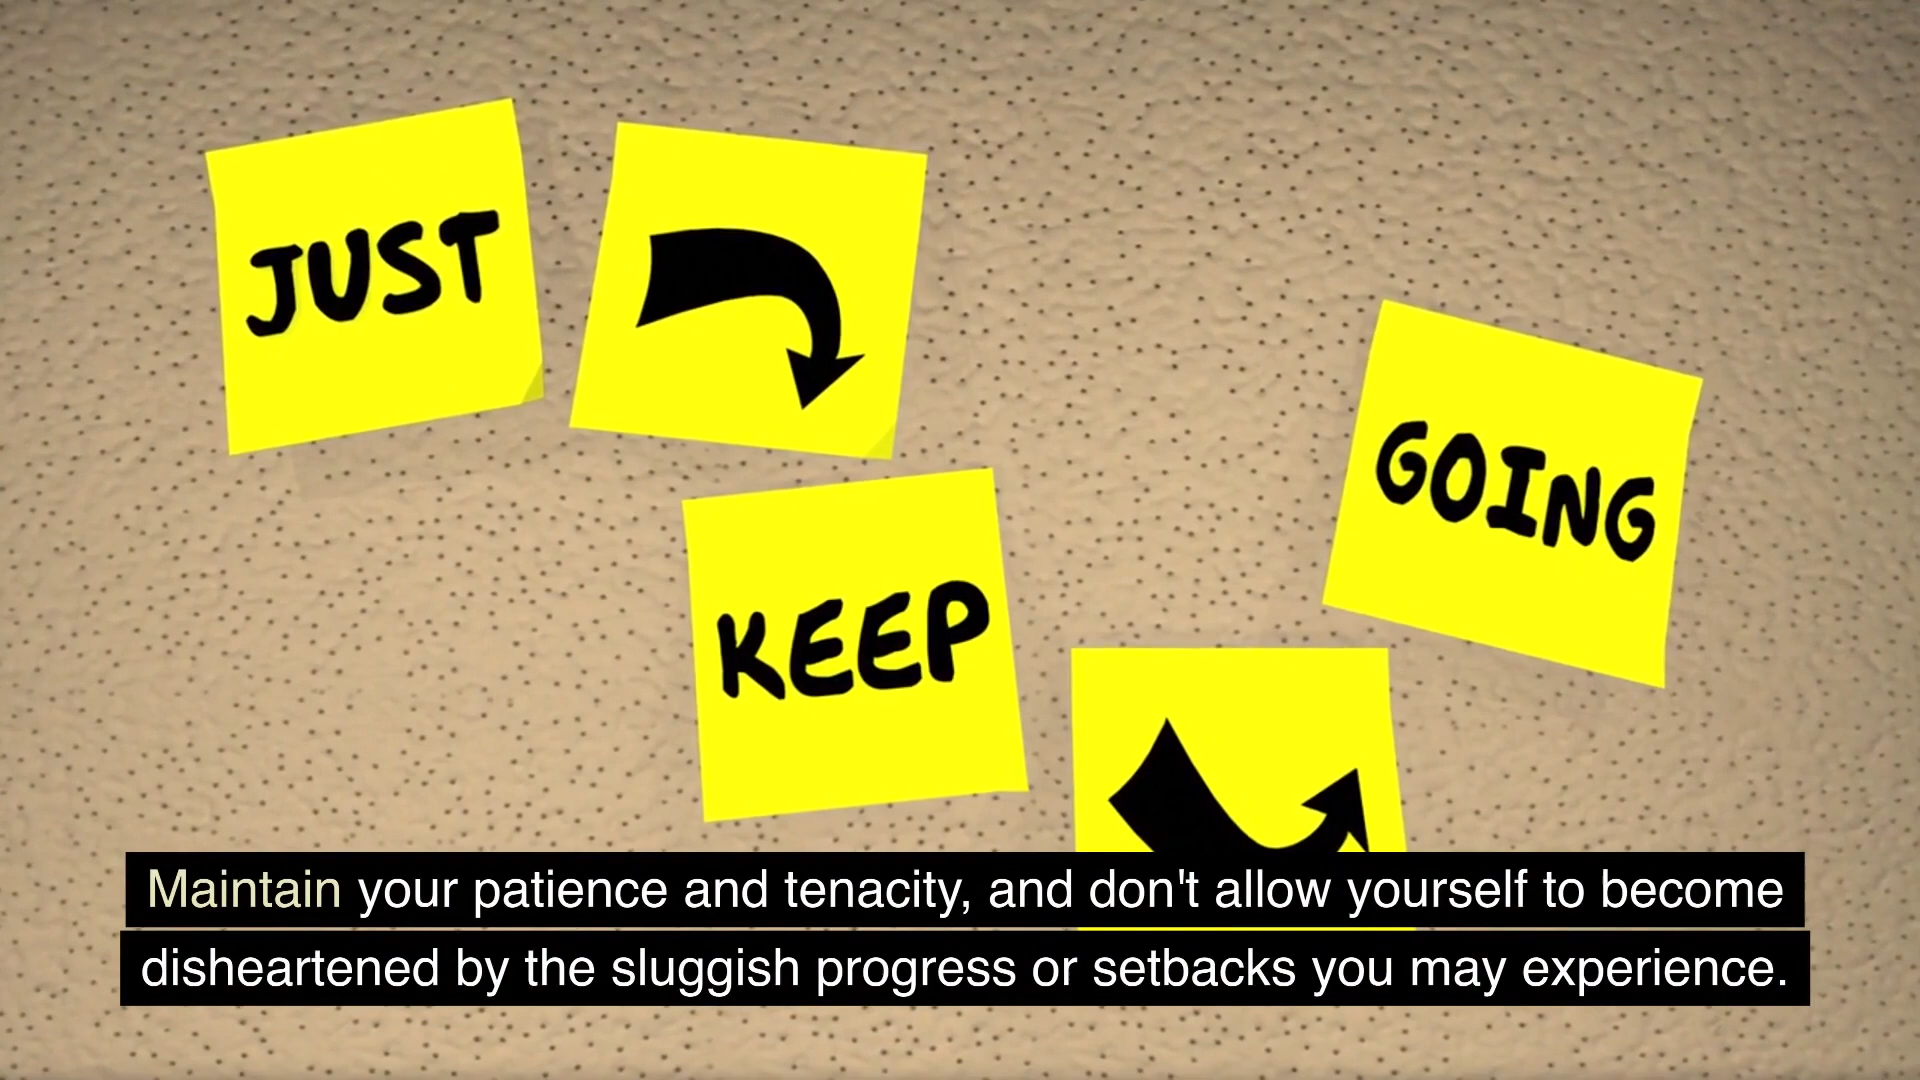 JUST
KEEP
GOING
Maintain your patience and tenacity, and don't allow yourself to become
disheartened by the sluggish progress or setbacks you may experience.